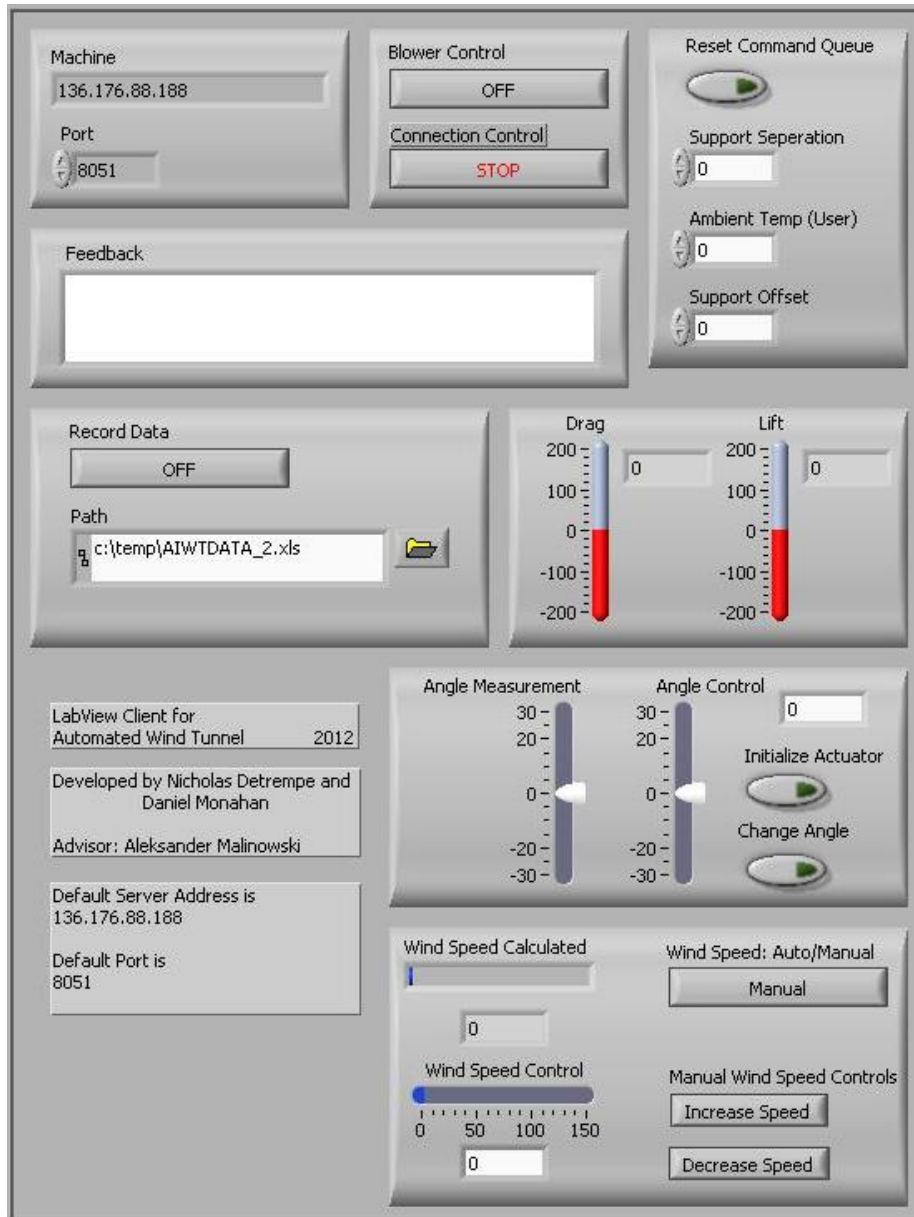 Machine
136.176.88.188
Port
8051
Blower Control
OFF
Connection Control
STOP
Reset Command Queue
Support Seperation
0
Ambient Temp (User)
0
Support Offset
0
Feedback
Record Data
OFF
Path
c:\temp\AIWTDATA_2.xls
Drag
200
100
0
-100
-200
0
Lift
200
100
0
-100
-200
0
LabView Client for
Automated Wind Tunnel 2012
Developed by Nicholas Detrempe and
Daniel Monahan
Advisor: Aleksander Malinowski
Default Server Address is
136.176.88.188
Default Port is
8051
Angle Measurement
30
20
0
-20
-30
Angle Control
30
20
0
-20
-30
0
Initialize Actuator
Change Angle
Wind Speed Calculated
0
Wind Speed Control
0 50 100 150
0
Wind Speed: Auto/Manual
Manual
Manual Wind Speed Controls
Increase Speed
Decrease Speed